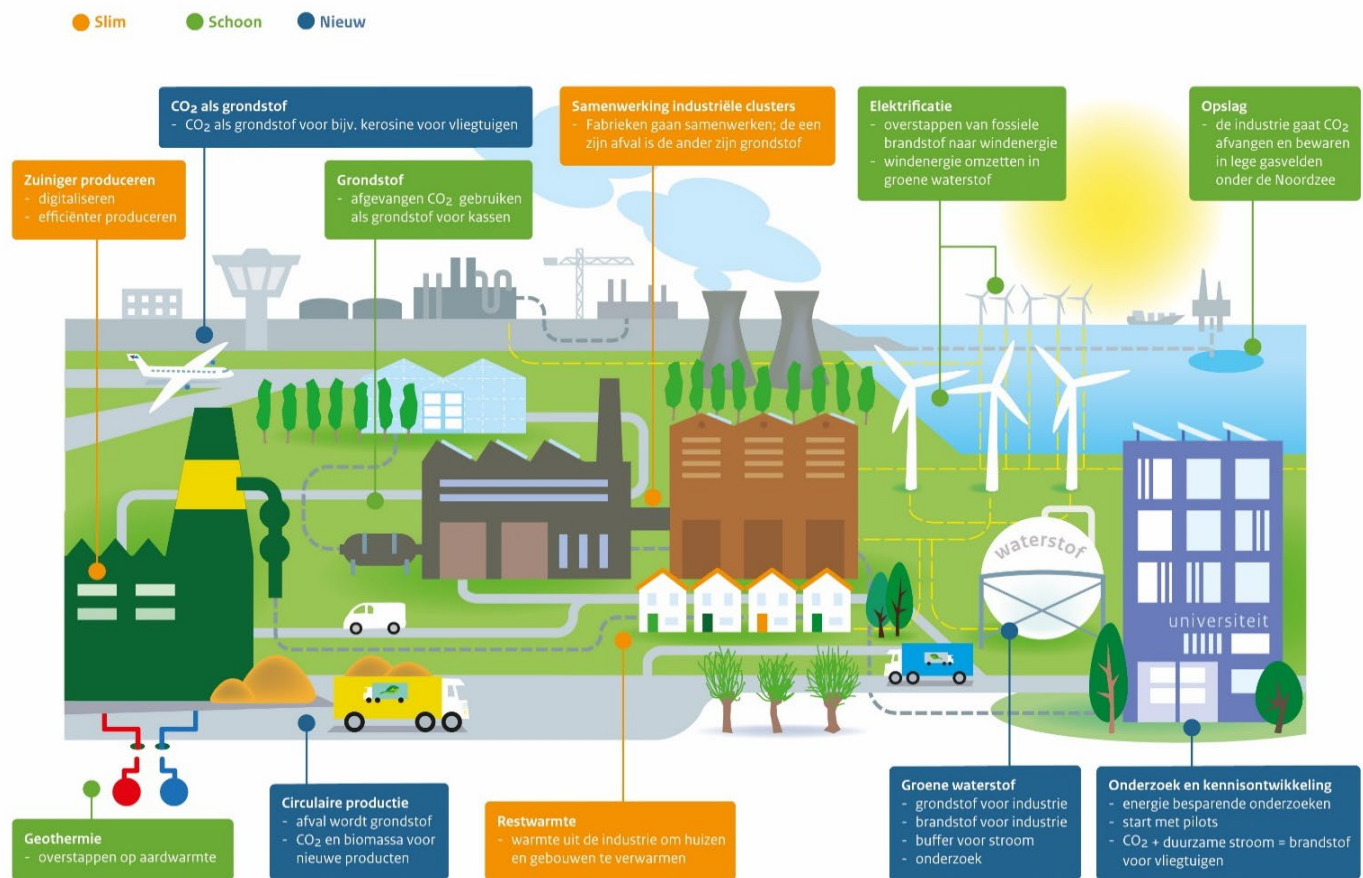 Slim
Schoon
Nieuw
CO₂ als grondstof
- CO₂ als grondstof voor bijv. kerosine voor vliegtuigen
Samenwerking industriële clusters
- Fabrieken gaan samenwerken; de een
zijn afval is de ander zijn grondstof
Elektrificatie
- overstappen van fossiele
brandstof naar windenergie
- windenergie omzetten in
groene waterstof
Opslag
- de industrie gaat CO₂
afvangen en bewaren
in lege gasvelden
onder de Noordzee
Zuiniger produceren
- digitaliseren
- efficiënter produceren
Grondstof
- afgevangen CO₂ gebruiken
als grondstof voor kassen
waterstof
universiteit
Geothermie
- overstappen op aardwarmte
Circulaire productie
- afval wordt grondstof
- CO₂ en biomassa voor
nieuwe producten
Restwarmte
- warmte uit de industrie om huizen
en gebouwen te verwarmen
Groene waterstof
- grondstof voor industrie
- brandstof voor industrie
- buffer voor stroom
- onderzoek
Onderzoek en kennisontwikkeling
- energie besparende onderzoeken
- start met pilots
- CO₂ + duurzame stroom = brandstof
voor vliegtuigen